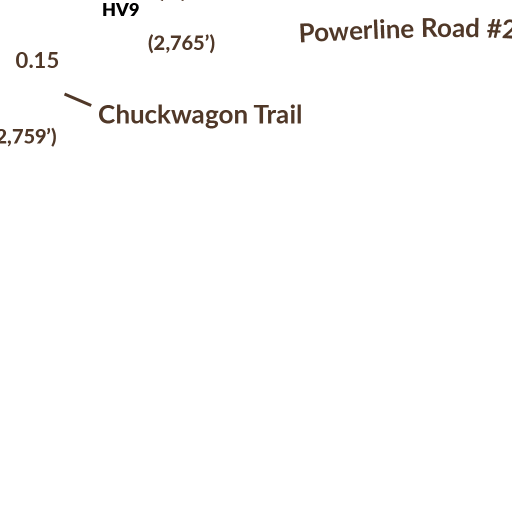 HV9
(2,765’)
Powerline Road #2
0.15
Chuckwagon Trail
2,759’)